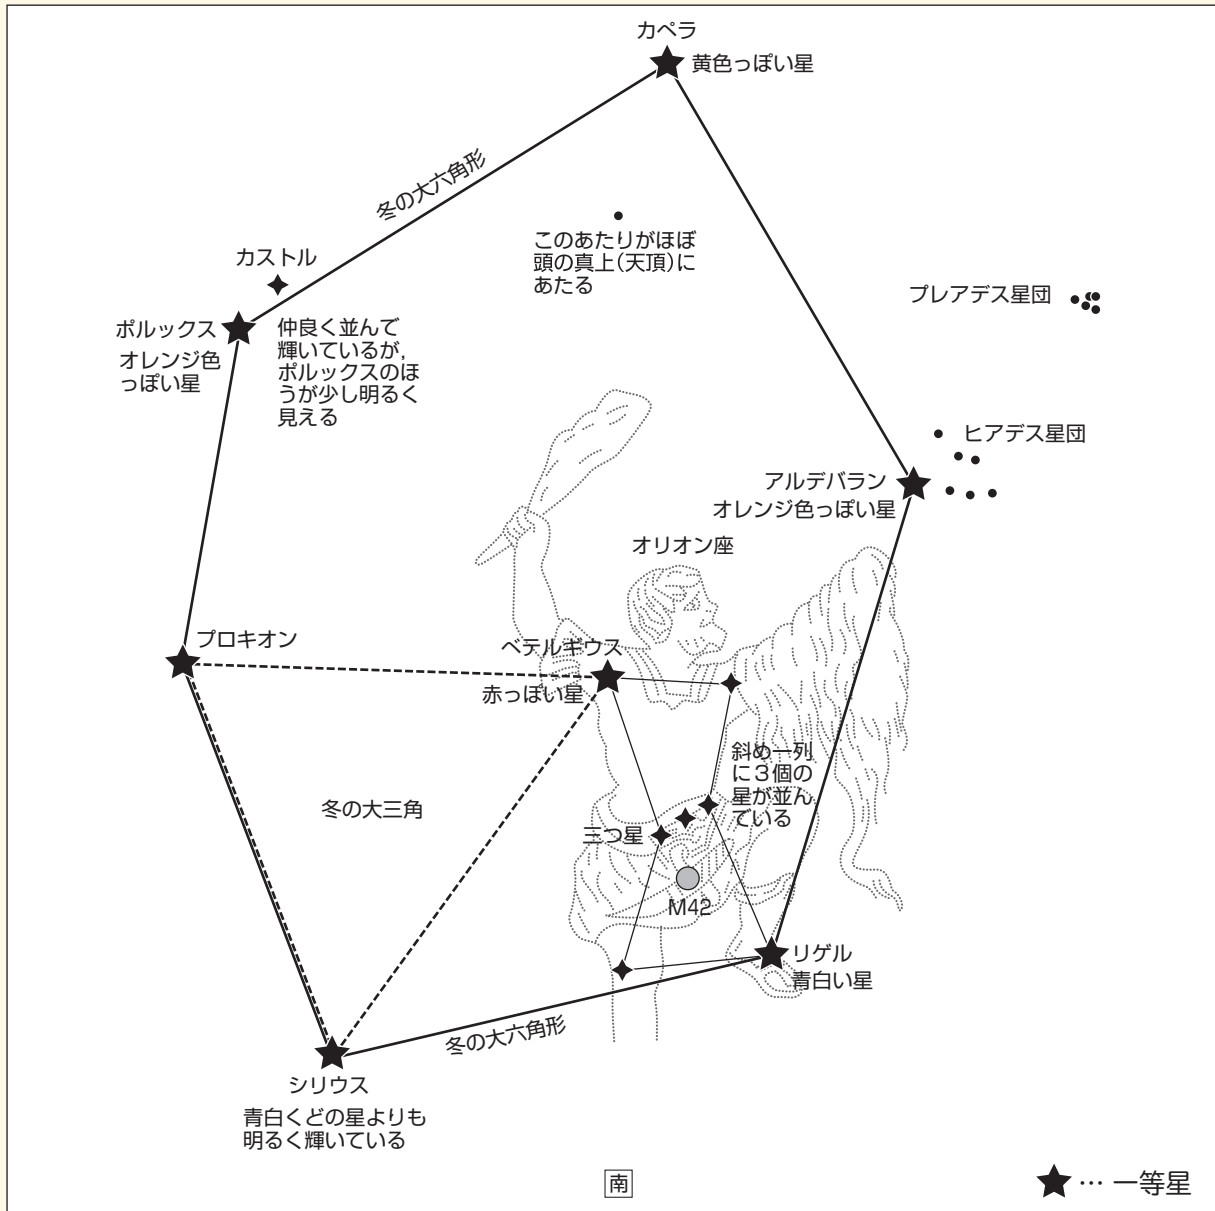 カペラ
黄色っぽい星
冬の大六角形
このあたりがほぼ
頭の真上(天頂)に
あたる
カストル
ポルックス
オレンジ色
っぽい星
仲良く並んで
輝いているが,
ポルックスのほ
うが少し明るく
見える
プレアデス星団
ヒアデス星団
アルデバラン
オレンジ色っぽい星
オリオン座
プロキオン
ベテルギウス
赤っぽい星
斜め一列
に3個の
星が並ん
でいる
冬の大三角
三つ星
M42
リゲル
青白い星
冬の大六角形
シリウス
青白くどの星よりも
明るく輝いている
南
★… 一等星